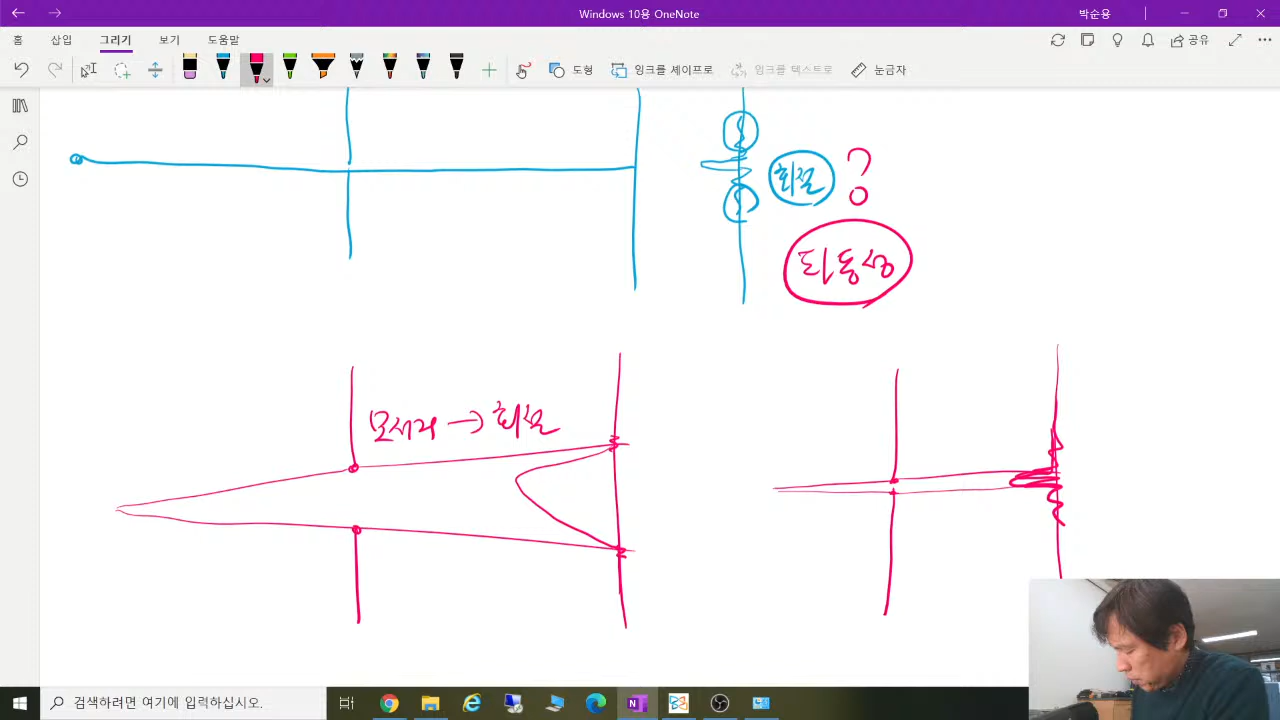 Windows 10용 OneNote
박순용
홈 삽입 그리기 보기 도움말
공유
도형 잉크를 셰이프로 잉크를 텍스트로 눈금자
회절 ?
파동성
모서리 → 회절
검색하려면 여기에 입력하십시오.